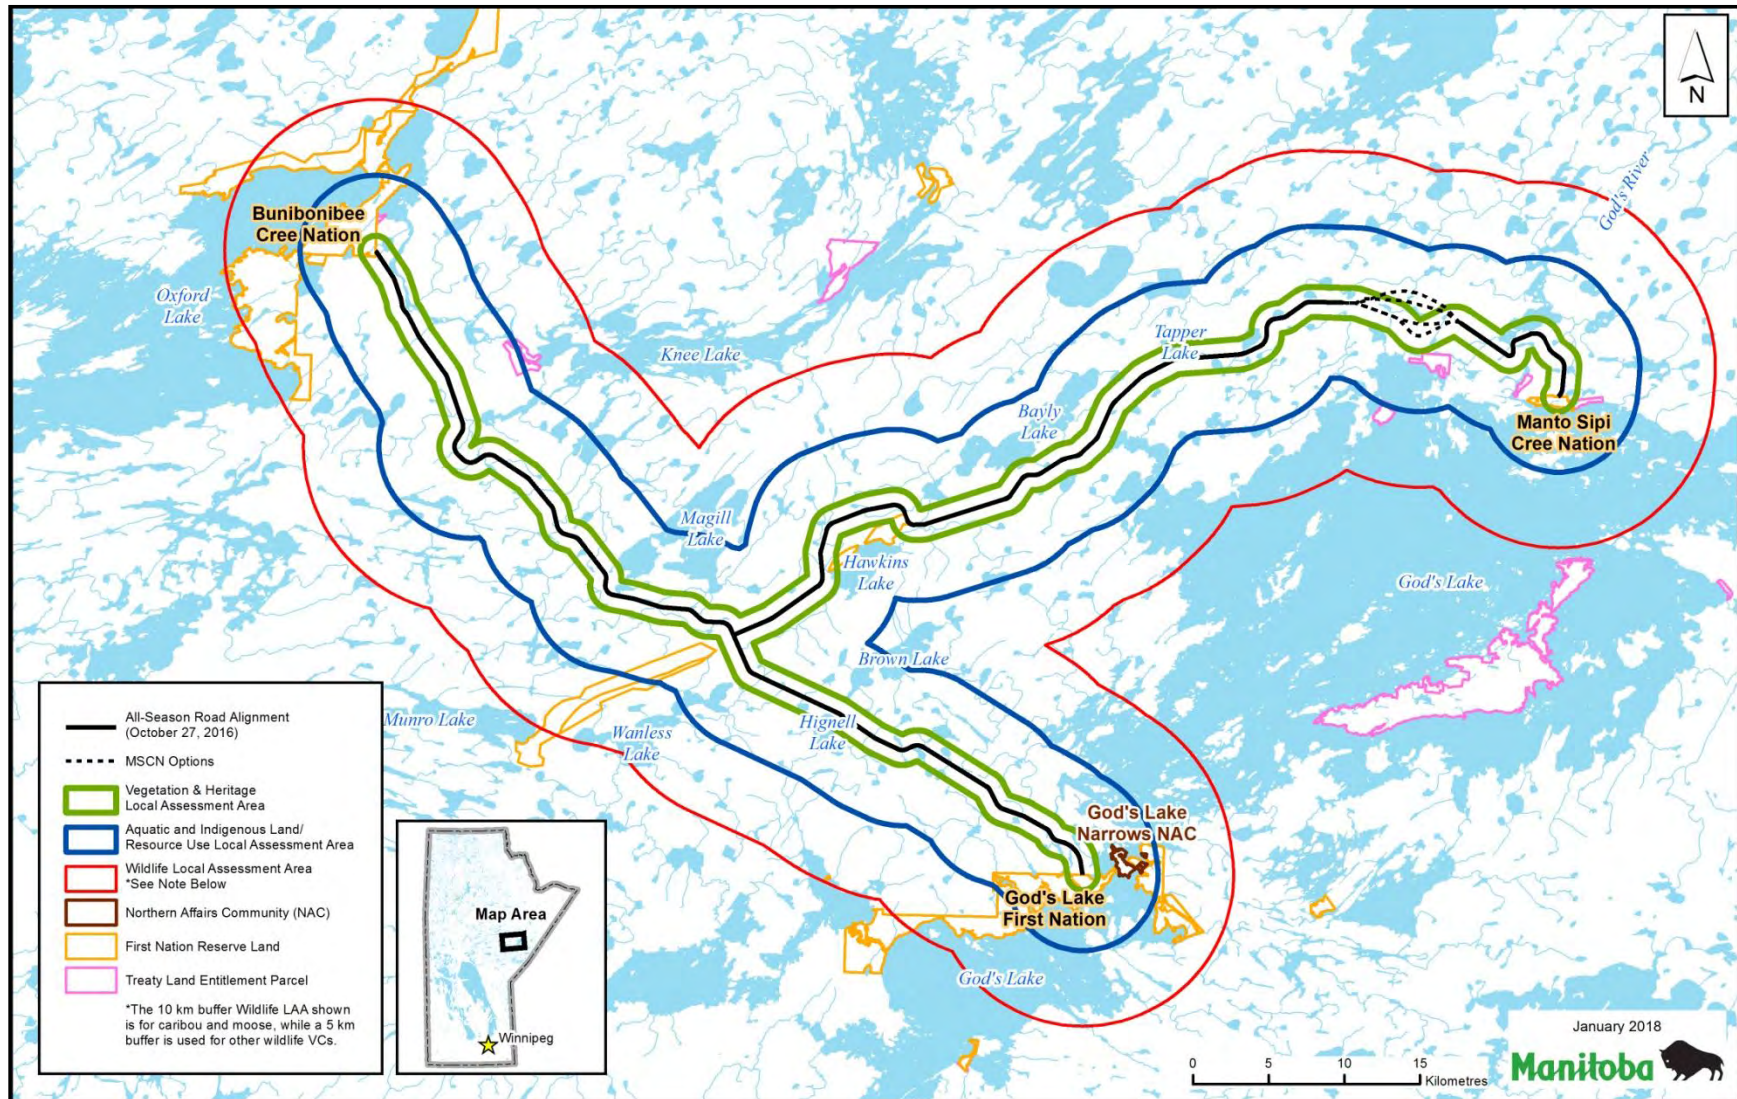 N
God's River
Bunibonibee
Cree Nation
Oxford
Lake
Knee Lake
Tapper
Lake
Bayly
Lake
Manto Sipi
Cree Nation
Magill
Lake
Hawkins
Lake
God's Lake
Brown Lake
Munro Lake
Wanless
Lake
Hignell
Lake
God's Lake
Narrows NAC
God's Lake
First Nation
God's Lake
All-Season Road Alignment
(October 27, 2016)
MSCN Options
Vegetation & Heritage
Local Assessment Area
Aquatic and Indigenous Land/
Resource Use Local Assessment Area
Wildlife Local Assessment Area
*See Note Below
Northern Affairs Community (NAC)
First Nation Reserve Land
Treaty Land Entitlement Parcel
*The 10 km buffer Wildlife LAA shown
is for caribou and moose, while a 5 km
buffer is used for other wildlife VCs.
Map Area
Winnipeg
0 5 10 15
Kilometres
January 2018
Manitoba